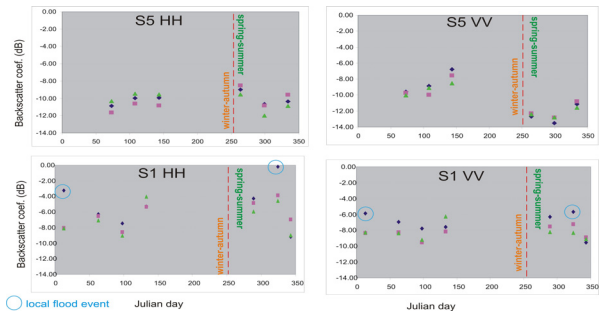 S5 HH
S5 VV
Backscatter coef. (dB)
0.00
-2.00
-4.00
-6.00
-8.00
-10.00
-12.00
-14.00
0 50 100 150 200 250 300 350
winter-autumn
spring-summer
0.00
-2.00
-4.00
-6.00
-8.00
-10.00
-12.00
-14.00
0 50 100 150 200 250 300 350
winter-autumn
spring-summer
S1 HH
S1 VV
Backscatter coef. (dB)
0.00
-2.00
-4.00
-6.00
-8.00
-10.00
-12.00
-14.00
0 50 100 150 200 250 300 350
winter-autumn
spring-summer
0.00
-2.00
-4.00
-6.00
-8.00
-10.00
-12.00
-14.00
0 50 100 150 200 250 300 350
winter-autumn
spring-summer
local flood event
Julian day
Julian day